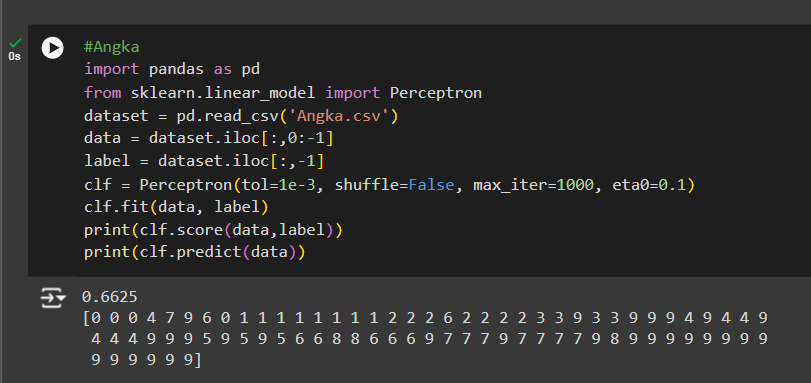 0s
#Angka
import pandas as pd
from sklearn.linear_model import Perceptron
dataset = pd.read_csv('Angka.csv')
data = dataset.iloc[:,0:-1]
label = dataset.iloc[:,-1]
clf = Perceptron(tol=1e-3, shuffle=False, max_iter=1000, eta0=0.1)
clf.fit(data, label)
print(clf.score(data,label))
print(clf.predict(data))
0.6625
[0 0 0 4 7 9 6 0 1 1 1 1 1 1 1 1 2 2 2 6 2 2 2 2 3 3 9 3 3 9 9 9 4 9 4 4 9
4 4 4 9 9 9 5 9 5 9 5 6 6 8 8 6 6 6 9 7 7 7 9 7 7 7 7 9 8 9 9 9 9 9 9 9 9
9 9 9 9 9 9]